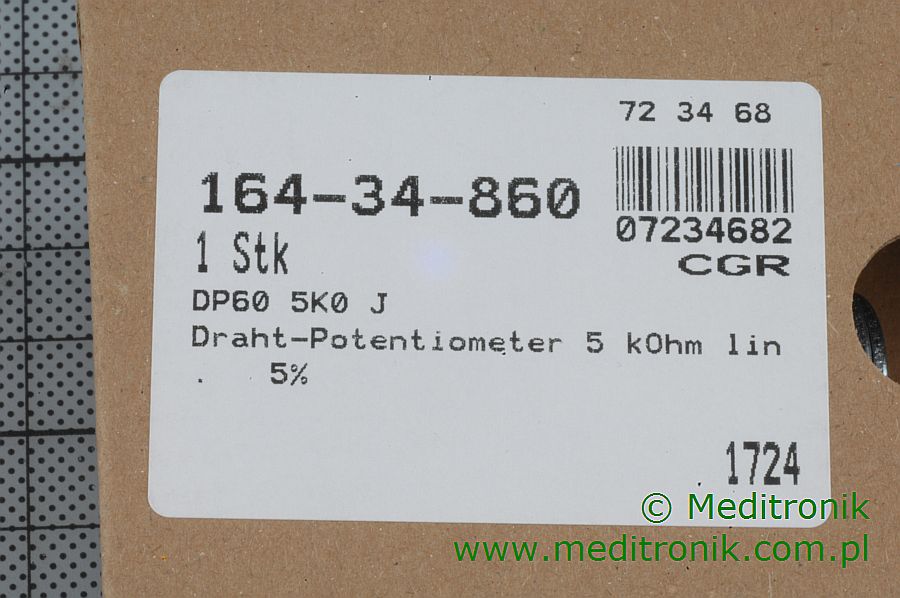 72 34 68
164-34-860
07234682
1 Stk
CGR
DP60 5K0 J
Draht-Potentiometer 5 kOhm lin
. 5%
1724
© Meditronik
www.meditronik.com.pl